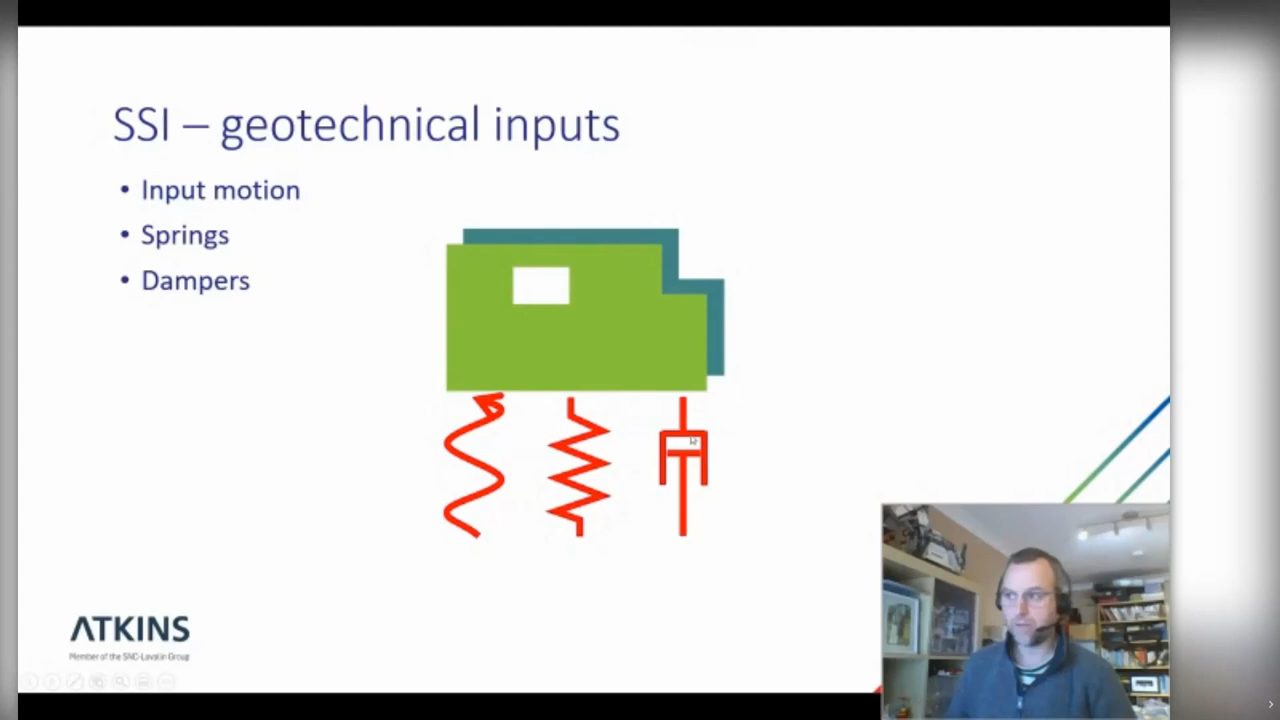 SSI – geotechnical inputs
• Input motion
• Springs
• Dampers
ATKINS
Member of the SNC-Lavalin Group